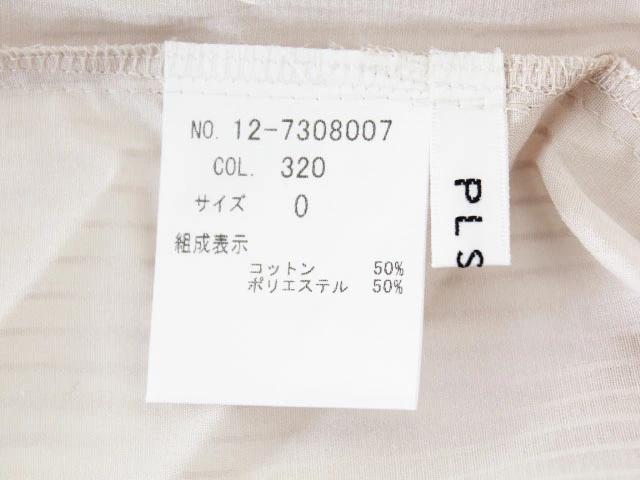 NO. 12-7308007
COL. 320
サイズ 0
組成表示
コットン 50%
ポリエステル 50%
PLS